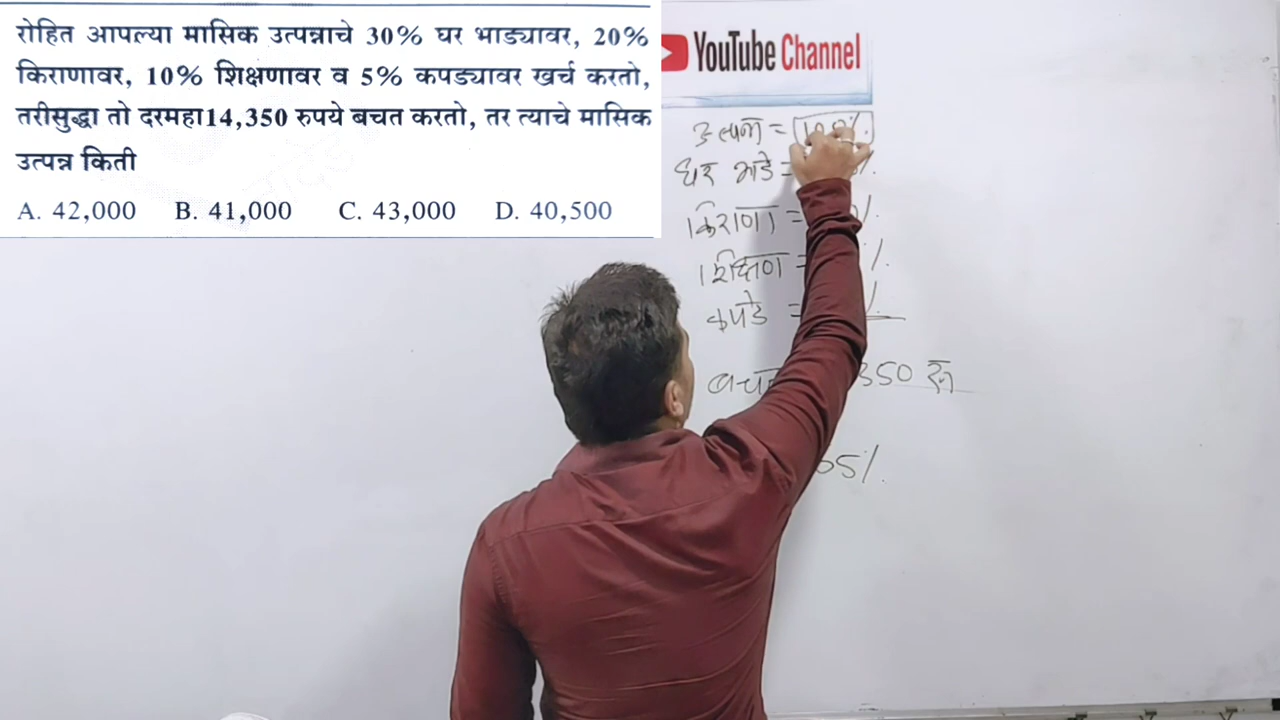 रोहित आपल्या मासिक उत्पन्नाचे 30% घर भाड्यावर, 20%
किराणावर, 10% शिक्षणावर व 5% कपड्यावर खर्च करतो,
तरीसुद्धा तो दरमहा14,350 रुपये बचत करतो, तर त्याचे मासिक
उत्पन्न किती
A. 42,000 B. 41,000 C. 43,000 D. 40,500
YouTube Channel
उत्पन्न =
घर भाडे =
किराणा =
शिक्षण =
कपडे =
350 रु